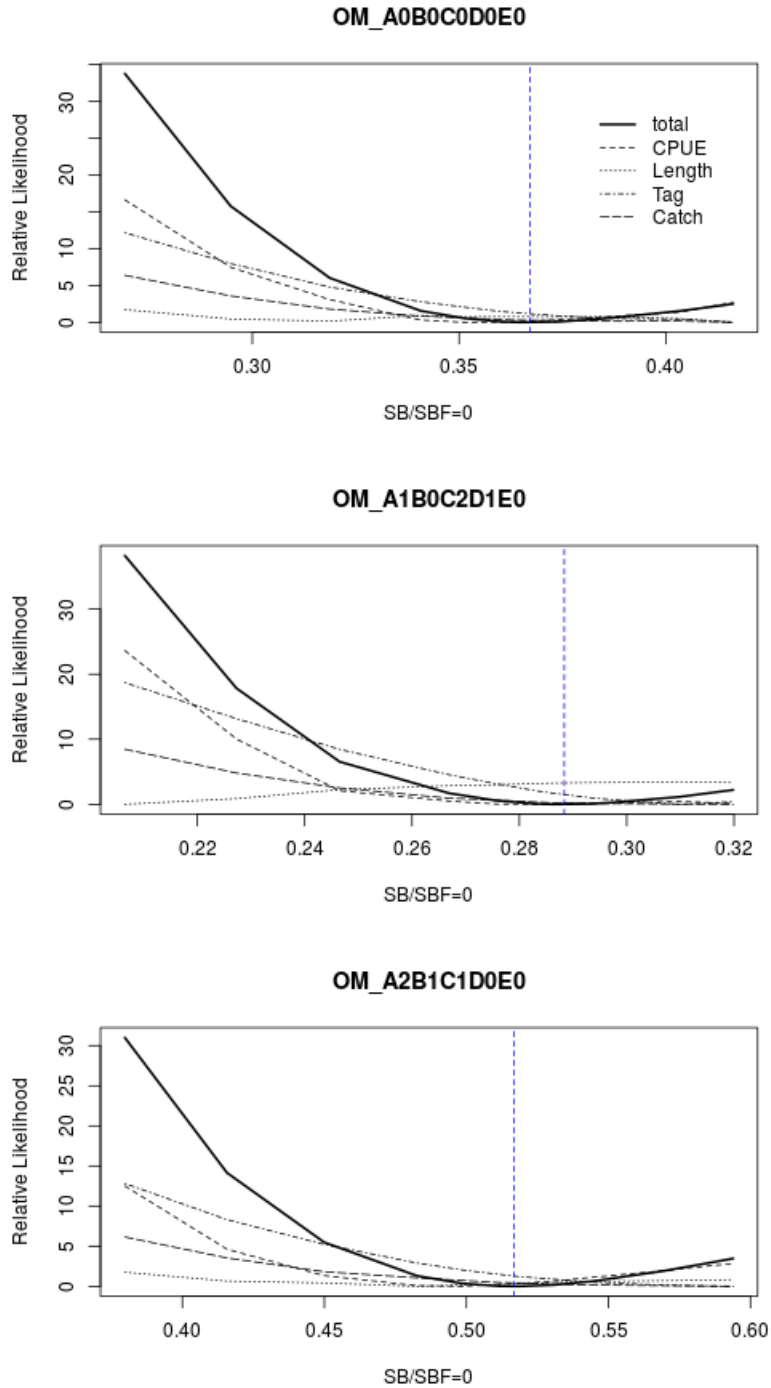 OM_A0B0C0D0E0
Relative Likelihood
30
20
10
5
0
total
CPUE
Length
Tag
Catch
0.30 0.35 0.40
SB/SBF=0
OM_A1B0C2D1E0
Relative Likelihood
30
20
10
0
0.22 0.24 0.26 0.28 0.30 0.32
SB/SBF=0
OM_A2B1C1D0E0
Relative Likelihood
30
25
20
15
10
5
0
0.40 0.45 0.50 0.55 0.60
SB/SBF=0